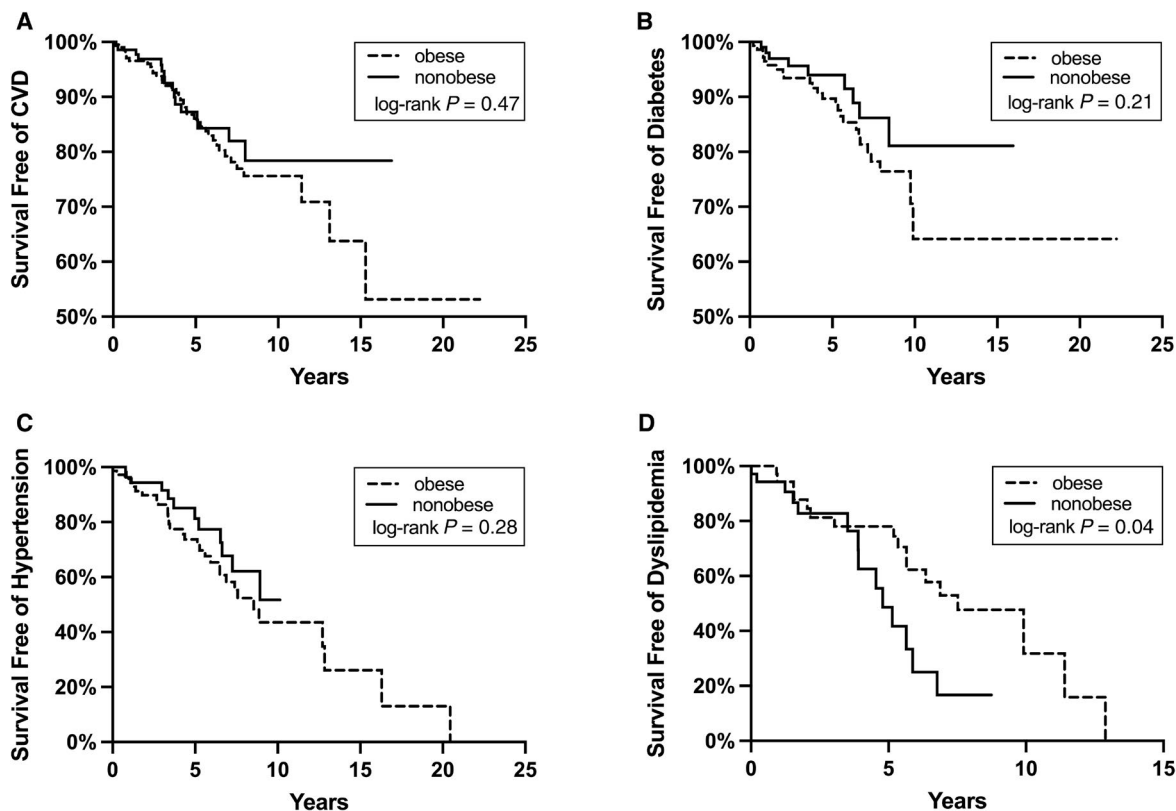 A
Survival Free of CVD
100%
90%
80%
70%
60%
50%
0 5 10 15 20 25
Years
obese
nonobese
log-rank P = 0.47
B
Survival Free of Diabetes
100%
90%
80%
70%
60%
50%
0 5 10 15 20 25
Years
obese
nonobese
log-rank P = 0.21
C
Survival Free of Hypertension
100%
80%
60%
40%
20%
0%
0 5 10 15 20 25
Years
obese
nonobese
log-rank P = 0.28
D
Survival Free of Dyslipidemia
100%
80%
60%
40%
20%
0%
0 5 10 15
Years
obese
nonobese
log-rank P = 0.04